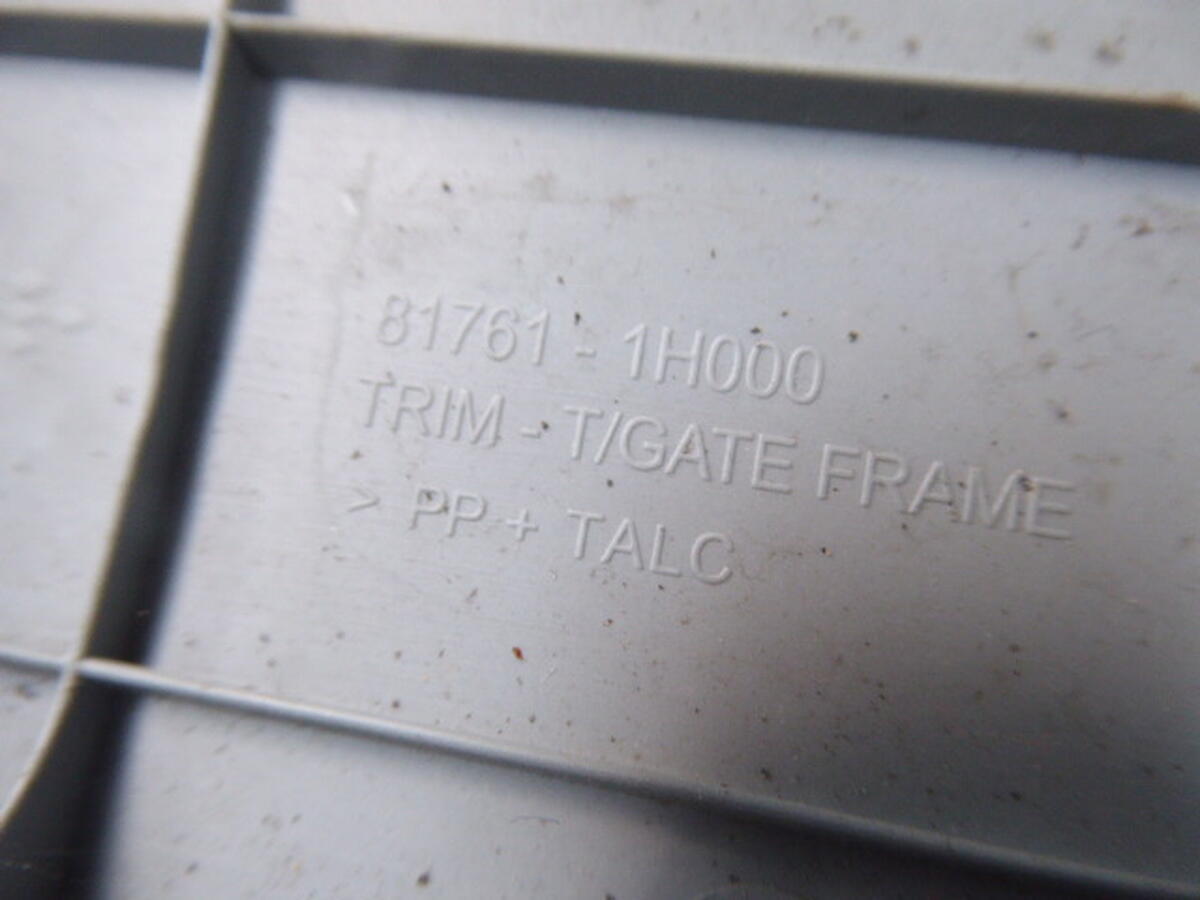 81761 - 1H000
TRIM - T/GATE FRAME
> PP + TALC